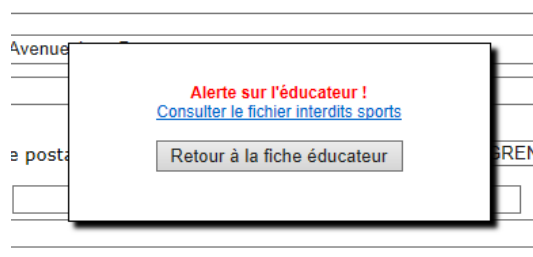 Avenue
Alerte sur l'éducateur !
Consulter le fichier interdits sports
e posta
Retour à la fiche éducateur
GREN